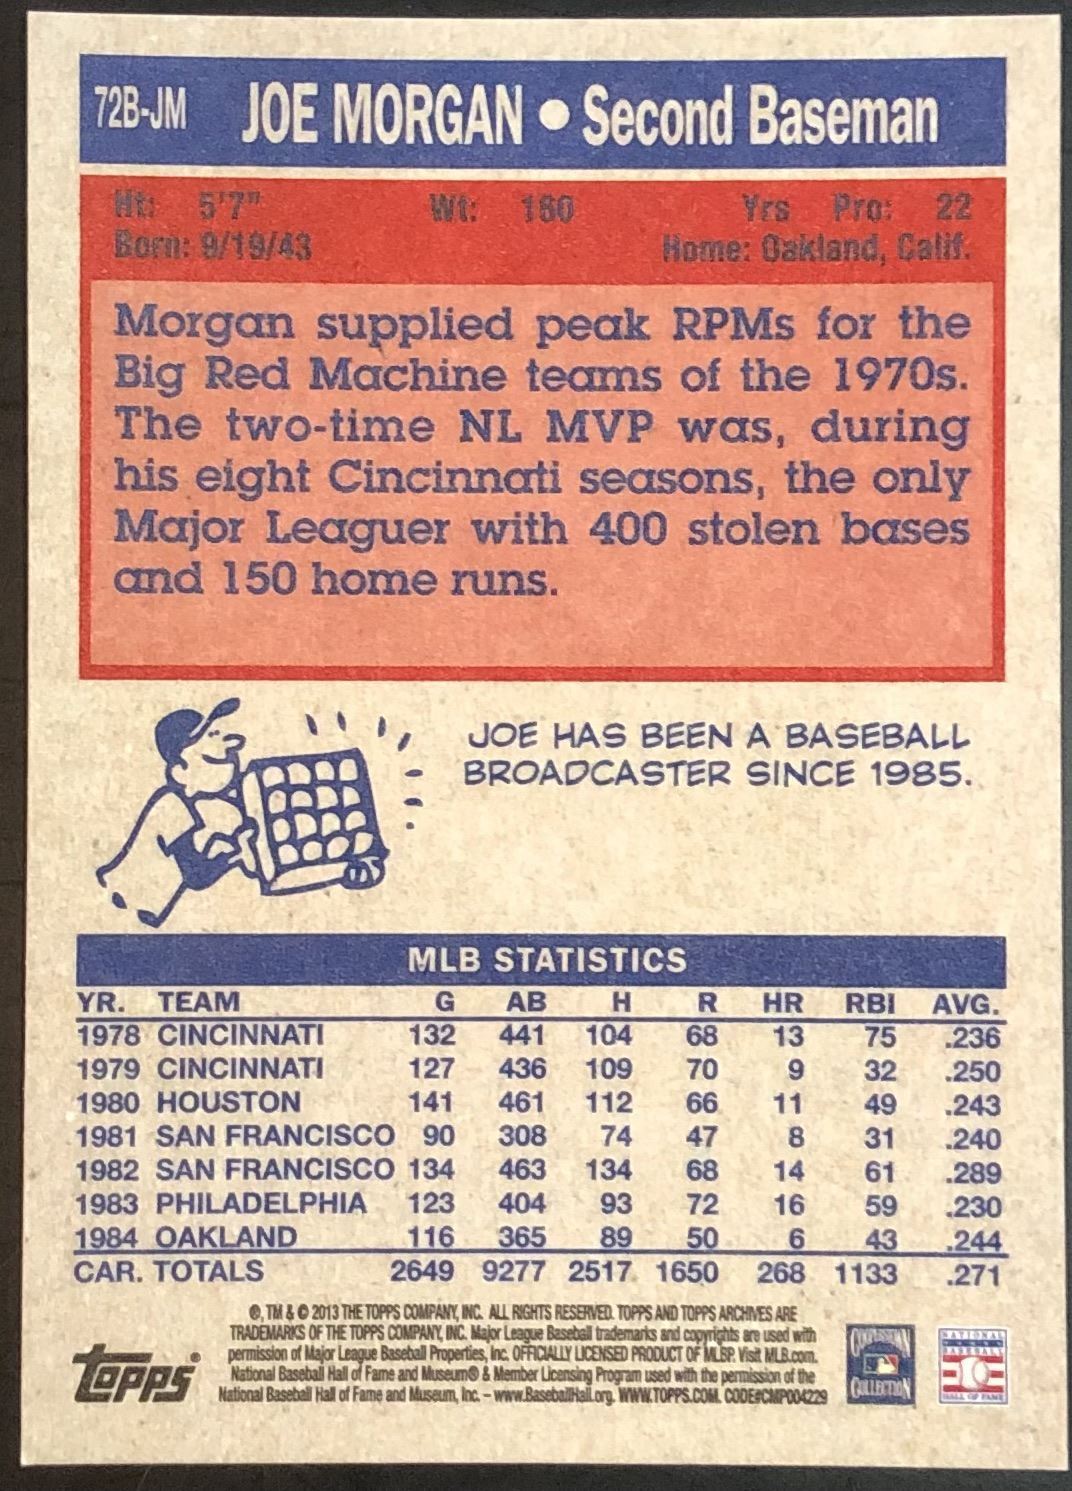 72B-JM JOE MORGAN • Second Baseman
Ht: 5'7" Wt: 160 Yrs Pro: 22
Born: 9/19/43 Home: Oakland, Calif.
Morgan supplied peak RPMs for the
Big Red Machine teams of the 1970s.
The two-time NL MVP was, during
his eight Cincinnati seasons, the only
Major Leaguer with 400 stolen bases
and 150 home runs.
JOE HAS BEEN A BASEBALL
BROADCASTER SINCE 1985.
MLB STATISTICS
YR. TEAM G AB H R HR RBI AVG.
1978 CINCINNATI 132 441 104 68 13 75 .236
1979 CINCINNATI 127 436 109 70 9 32 .250
1980 HOUSTON 141 461 112 66 11 49 .243
1981 SAN FRANCISCO 90 308 74 47 8 31 .240
1982 SAN FRANCISCO 134 463 134 68 14 61 .289
1983 PHILADELPHIA 123 404 93 72 16 59 .230
1984 OAKLAND 116 365 89 50 6 43 .244
CAR. TOTALS 2649 9277 2517 1650 268 1133 .271
®, TM & © 2013 THE TOPPS COMPANY, INC. ALL RIGHTS RESERVED. TOPPS AND TOPPS ARCHIVES ARE
TRADEMARKS OF THE TOPPS COMPANY, INC. Major League Baseball trademarks and copyrights are used with
permission of Major League Baseball Properties, Inc. OFFICIALLY LICENSED PRODUCT OF MLBP. Visit MLB.com.
National Baseball Hall of Fame and Museum® & Member Licensing Program used with the permission of the
National Baseball Hall of Fame and Museum, Inc. – www.BaseballHall.org. WWW.TOPPS.COM. CODE#CMP004229
TOPPS®
COOPERSTOWN
COLLECTION
NATIONAL
BASEBALL
HALL OF FAME